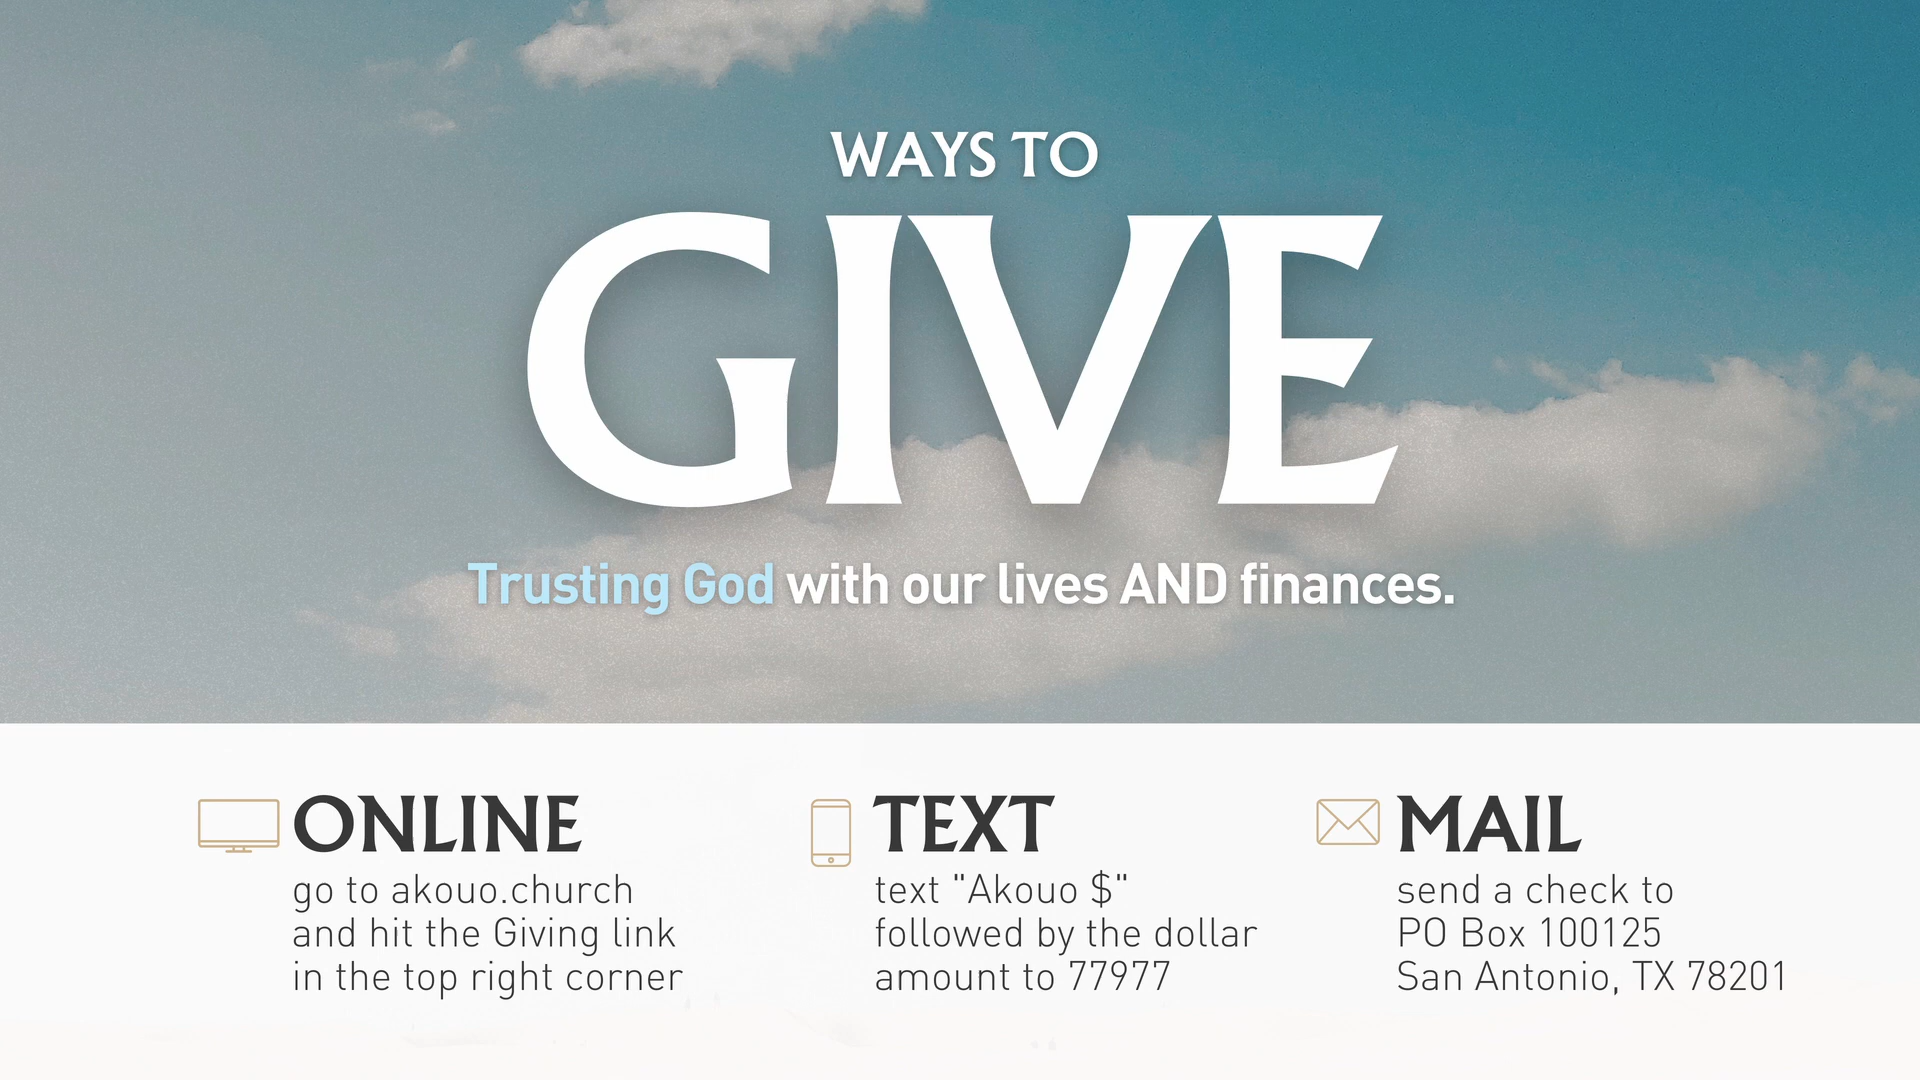 WAYS TO
GIVE
Trusting God with our lives AND finances.
ONLINE
go to akouo.church
and hit the Giving link
in the top right corner
TEXT
text "Akouo $"
followed by the dollar
amount to 77977
MAIL
send a check to
PO Box 100125
San Antonio, TX 78201